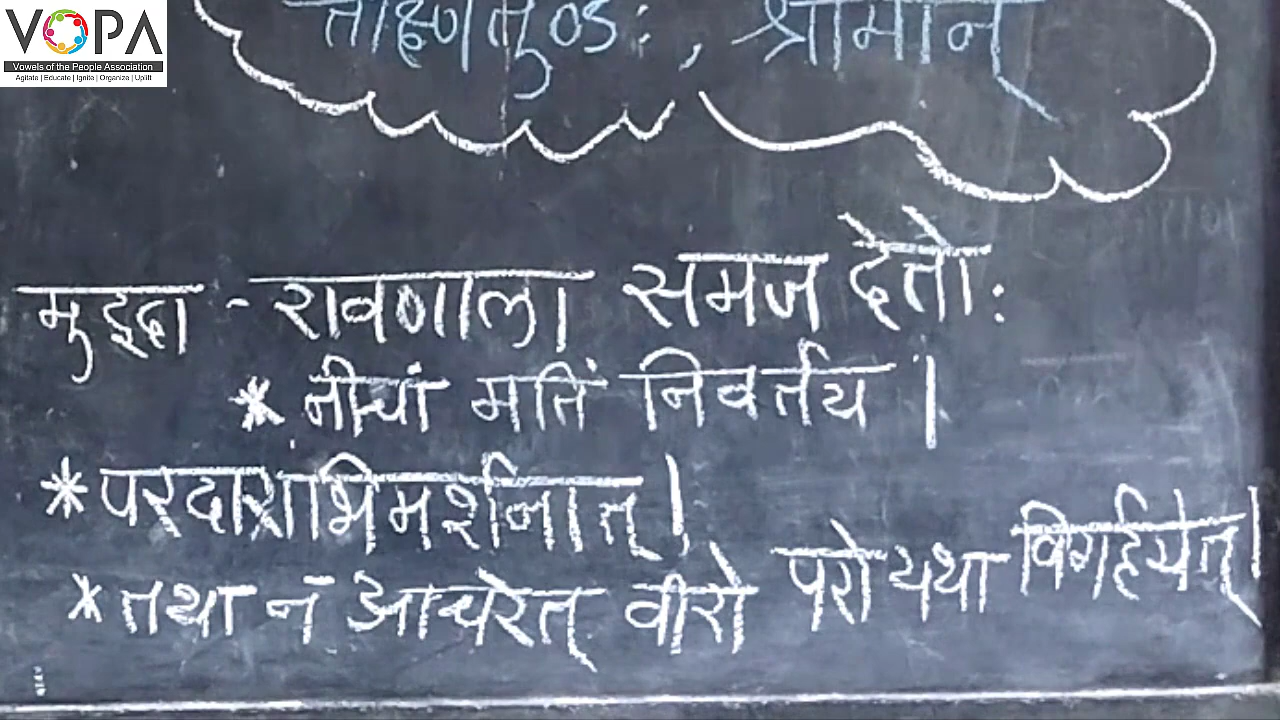 VOPA
Vowels of the People Association
Agitate | Educate | Ignite | Organize | Uplift
तीक्ष्णतुण्डः, श्रीमान्
मुद्दा - रावणाला समज देतो:
* नीचां मतिं निवर्तय |
* परदाराभिमर्शनात् |
* तथा न आचरेत् वीरो परो यथा विगर्हयेत् |